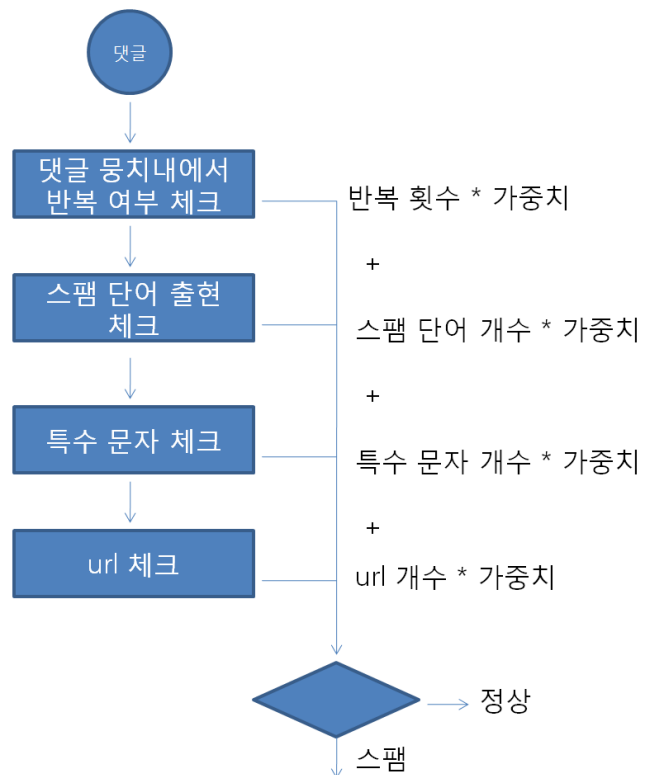 댓글
댓글 뭉치내에서
반복 여부 체크
반복 횟수 * 가중치
+
스팸 단어 출현
체크
스팸 단어 개수 * 가중치
+
특수 문자 체크
특수 문자 개수 * 가중치
+
url 체크
url 개수 * 가중치
정상
스팸